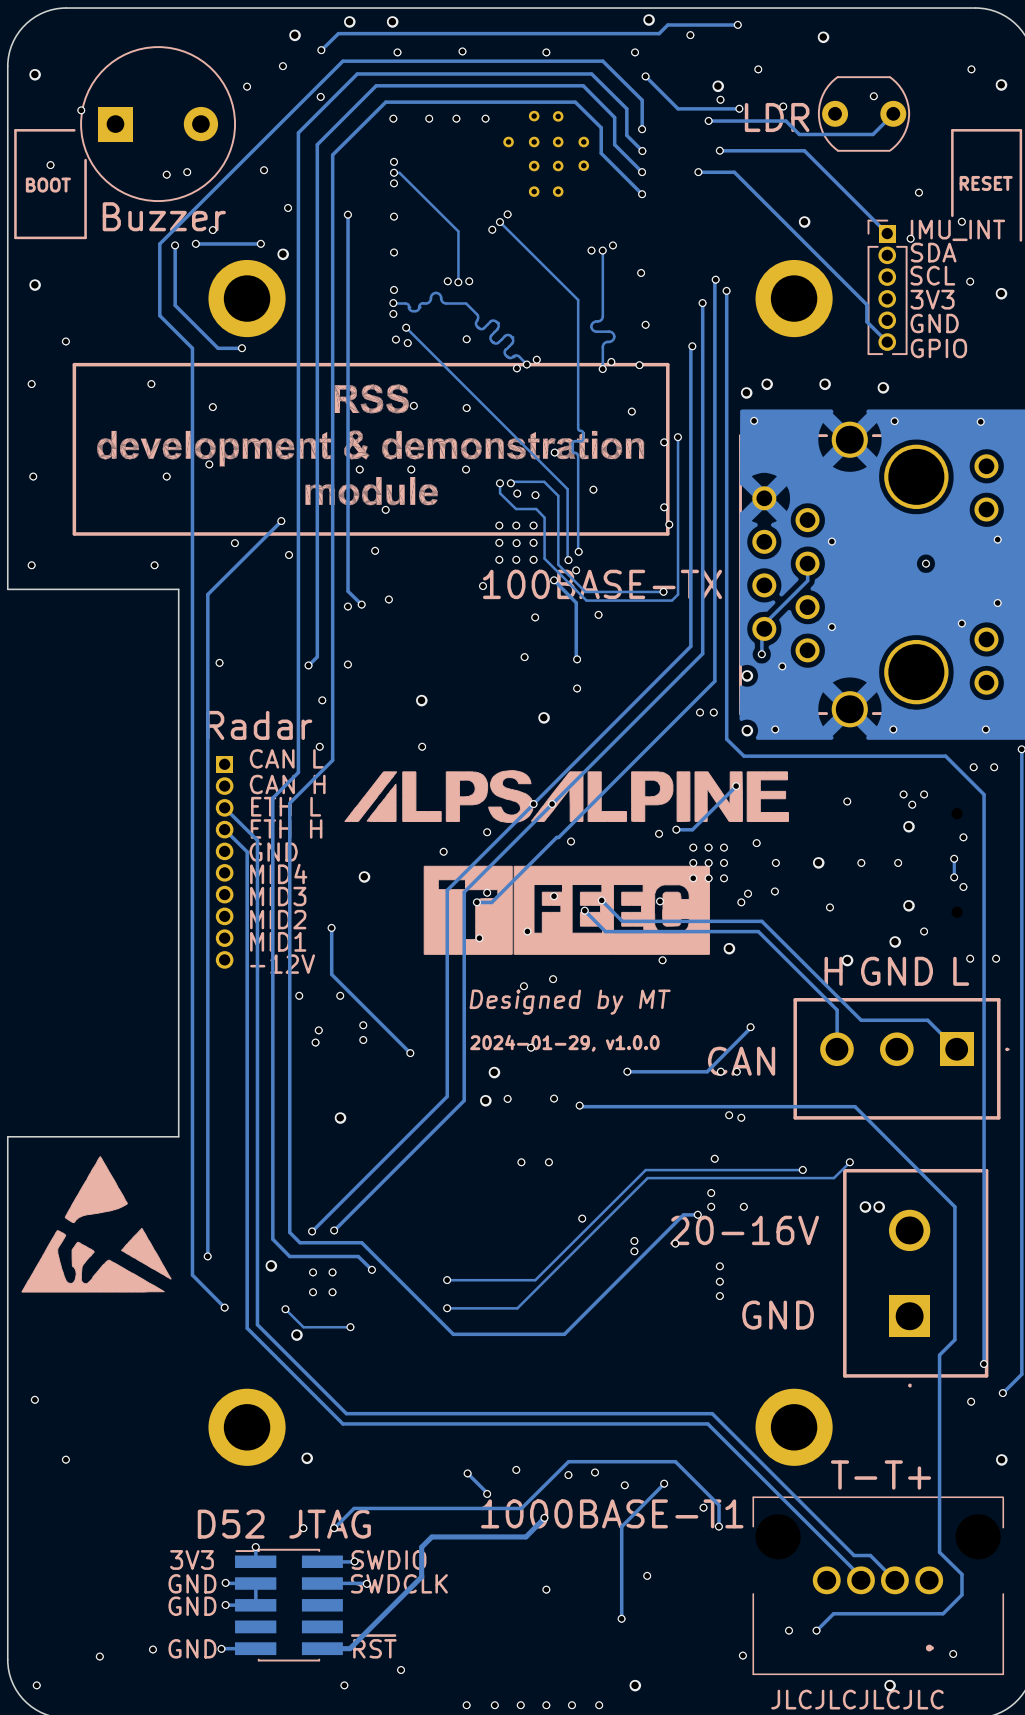 LDR
BOOT
RESET
Buzzer
IMU_INT
SDA
SCL
3V3
GND
GPIO
RSS
development & demonstration
module
100BASE-TX
Radar
CAN L
CAN H
ETH L
ETH H
GND
MID4
MID3
MID2
MID1
-12V
ALPSALPINE
FEEC
Designed by MT
2024-01-29, v1.0.0
H GND L
CAN
20-16V
GND
T-T+
1000BASE-T1
D52 JTAG
3V3
SWDIO
GND
SWDCLK
GND
GND
RST
JLCJLCJLCJLC